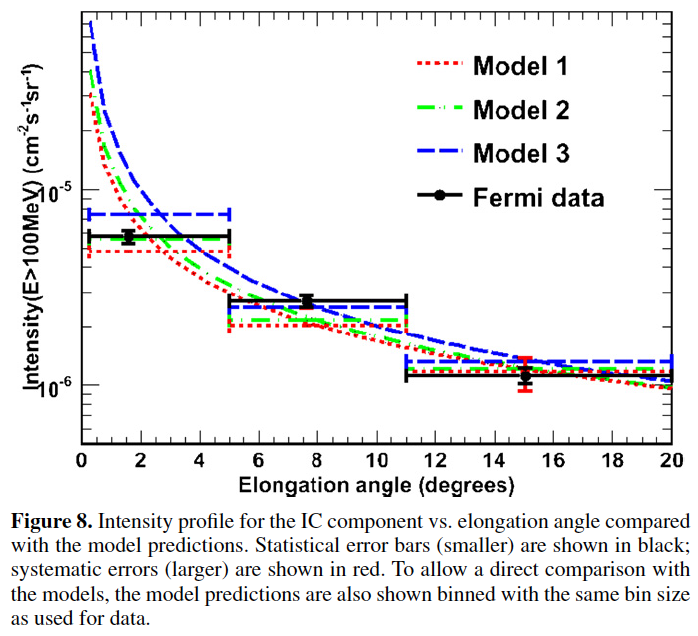 Model 1
Model 2
Model 3
Fermi data
Intensity(E>100MeV) (cm⁻²s⁻¹sr⁻¹)
10⁻⁵
10⁻⁶
0 2 4 6 8 10 12 14 16 18 20
Elongation angle (degrees)
Figure 8. Intensity profile for the IC component vs. elongation angle compared
with the model predictions. Statistical error bars (smaller) are shown in black;
systematic errors (larger) are shown in red. To allow a direct comparison with
the models, the model predictions are also shown binned with the same bin size
as used for data.